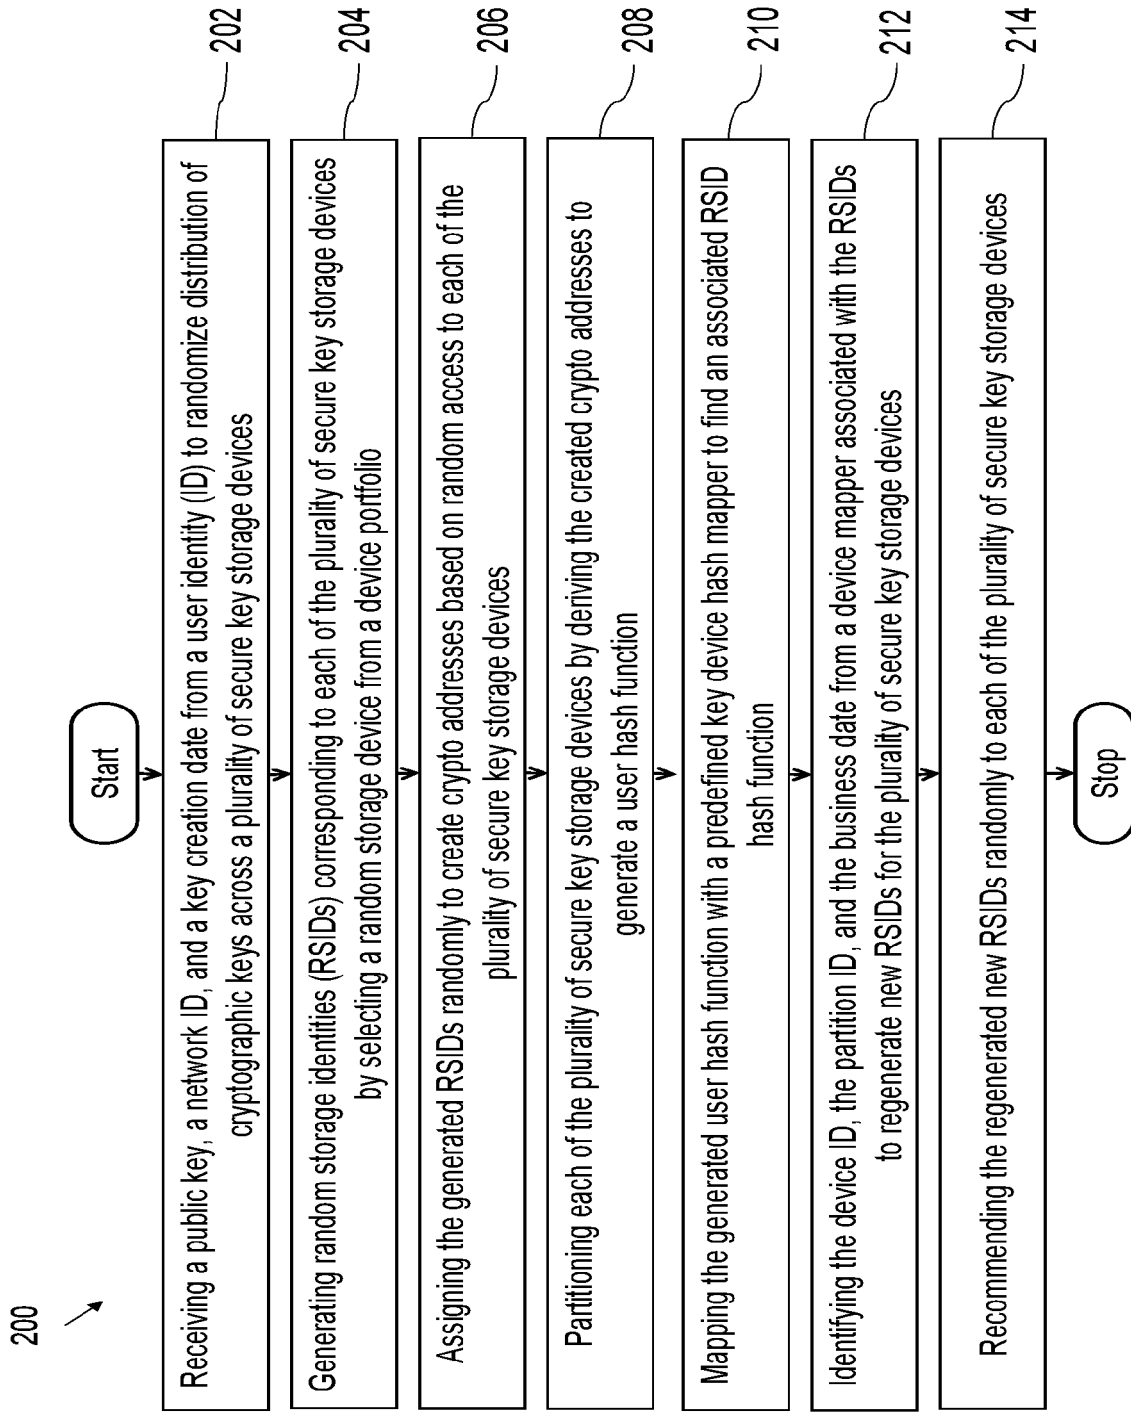 200
Start
Receiving a public key, a network ID, and a key creation date from a user identity (ID) to randomize distribution of
cryptographic keys across a plurality of secure key storage devices
202
Generating random storage identities (RSIDs) corresponding to each of the plurality of secure key storage devices
by selecting a random storage device from a device portfolio
204
Assigning the generated RSIDs randomly to create crypto addresses based on random access to each of the
plurality of secure key storage devices
206
Partitioning each of the plurality of secure key storage devices by deriving the created crypto addresses to
generate a user hash function
208
Mapping the generated user hash function with a predefined key device hash mapper to find an associated RSID
hash function
210
Identifying the device ID, the partition ID, and the business date from a device mapper associated with the RSIDs
to regenerate new RSIDs for the plurality of secure key storage devices
212
Recommending the regenerated new RSIDs randomly to each of the plurality of secure key storage devices
214
Stop